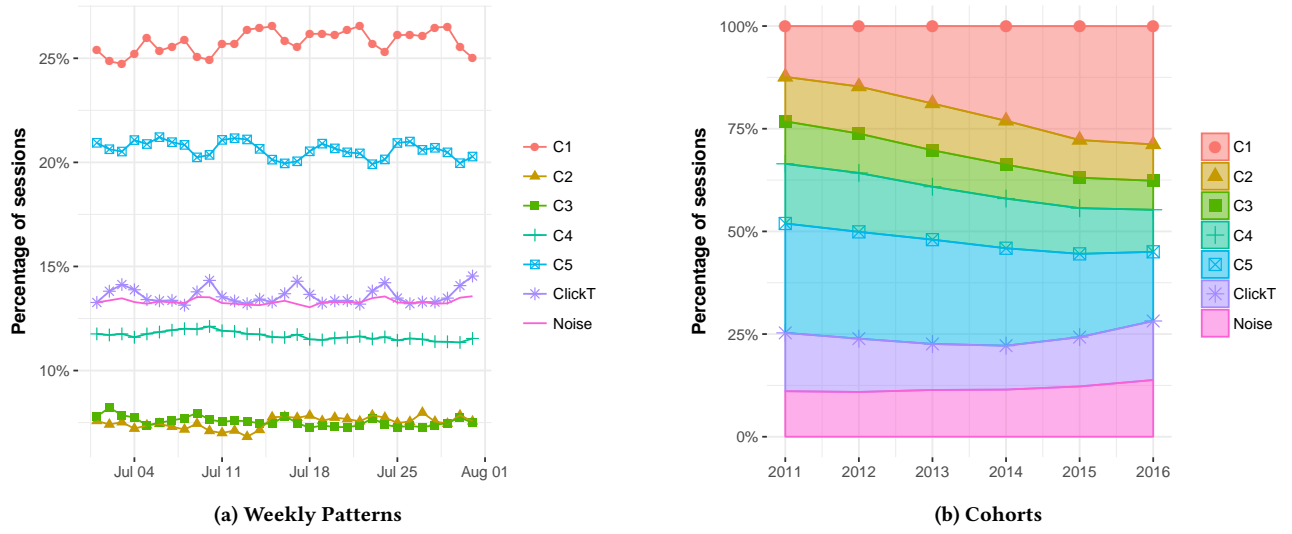 Percentage of sessions
25%
20%
15%
10%
Jul 04
Jul 11
Jul 18
Jul 25
Aug 01
C1
C2
C3
C4
C5
ClickT
Noise
(a) Weekly Patterns
Percentage of sessions
100%
75%
50%
25%
0%
2011
2012
2013
2014
2015
2016
C1
C2
C3
C4
C5
ClickT
Noise
(b) Cohorts